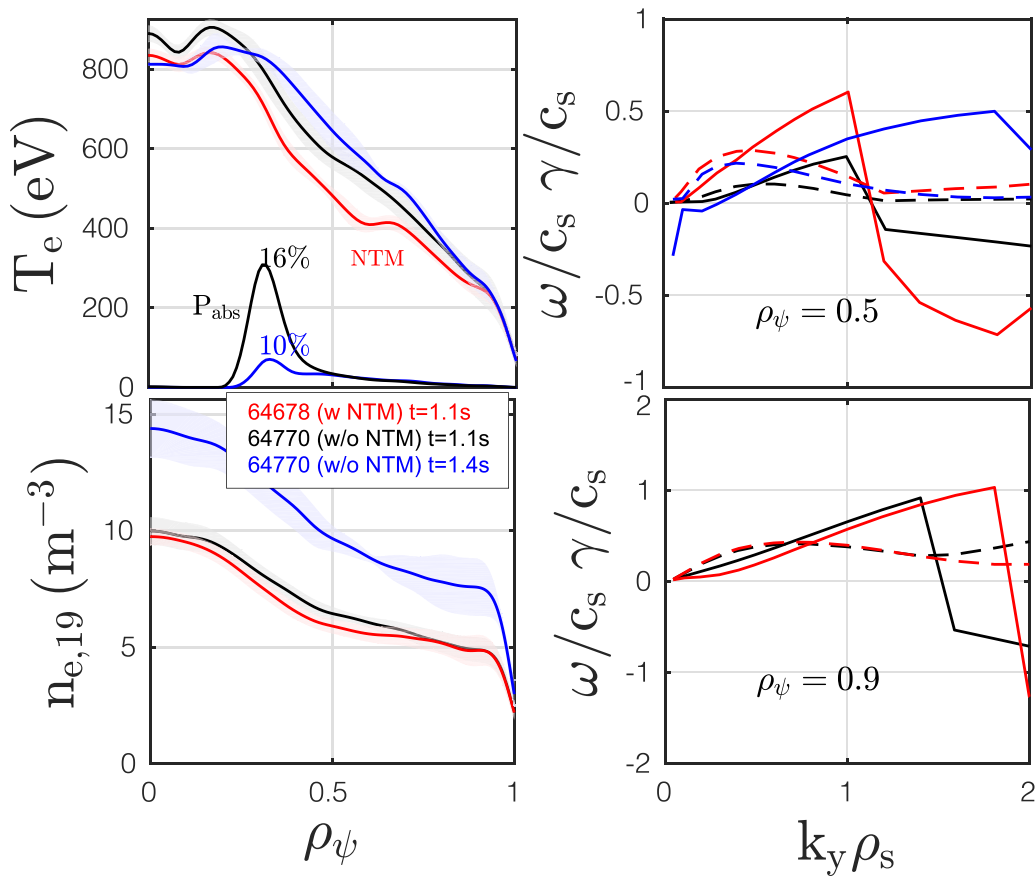 T_e (eV)
800
600
400
200
0
16%
P_abs
10%
NTM
ω/c_s γ/c_s
1
0.5
0
-0.5
-1
ρ_ψ = 0.5
n_{e,19} (m^{-3})
15
10
5
0
64678 (w NTM) t=1.1s
64770 (w/o NTM) t=1.1s
64770 (w/o NTM) t=1.4s
0 0.5 1
ρ_ψ
ω/c_s γ/c_s
2
1
0
-1
-2
ρ_ψ = 0.9
0 1 2
k_y ρ_s